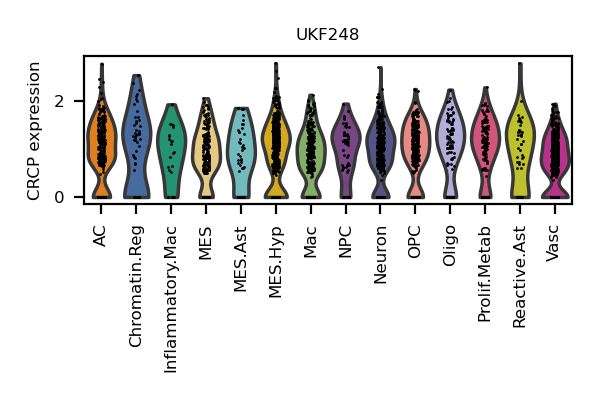 UKF248
CRCP expression
2
0
AC
Chromatin.Reg
Inflammatory.Mac
MES
MES.Ast
MES.Hyp
Mac
NPC
Neuron
OPC
Oligo
Prolif.Metab
Reactive.Ast
Vasc